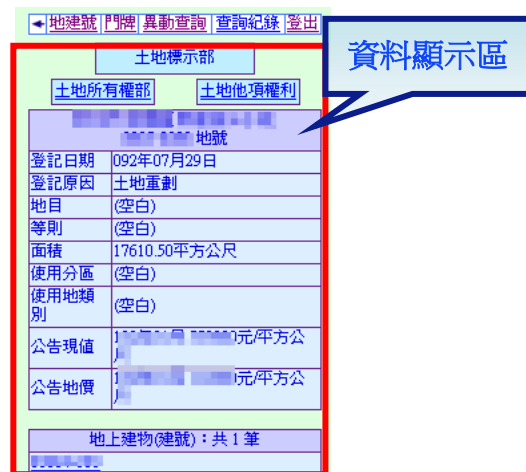 地建號 門牌 異動查詢 查詢紀錄 登出
資料顯示區
土地標示部
土地所有權部 土地他項權利
地號
登記日期 092年07月29日
登記原因 土地重劃
地目 (空白)
等則 (空白)
面積 17610.50平方公尺
使用分區 (空白)
使用地類別 (空白)
公告現值 元/平方公
公告地價 元/平方公
地上建物(建號)：共 1 筆